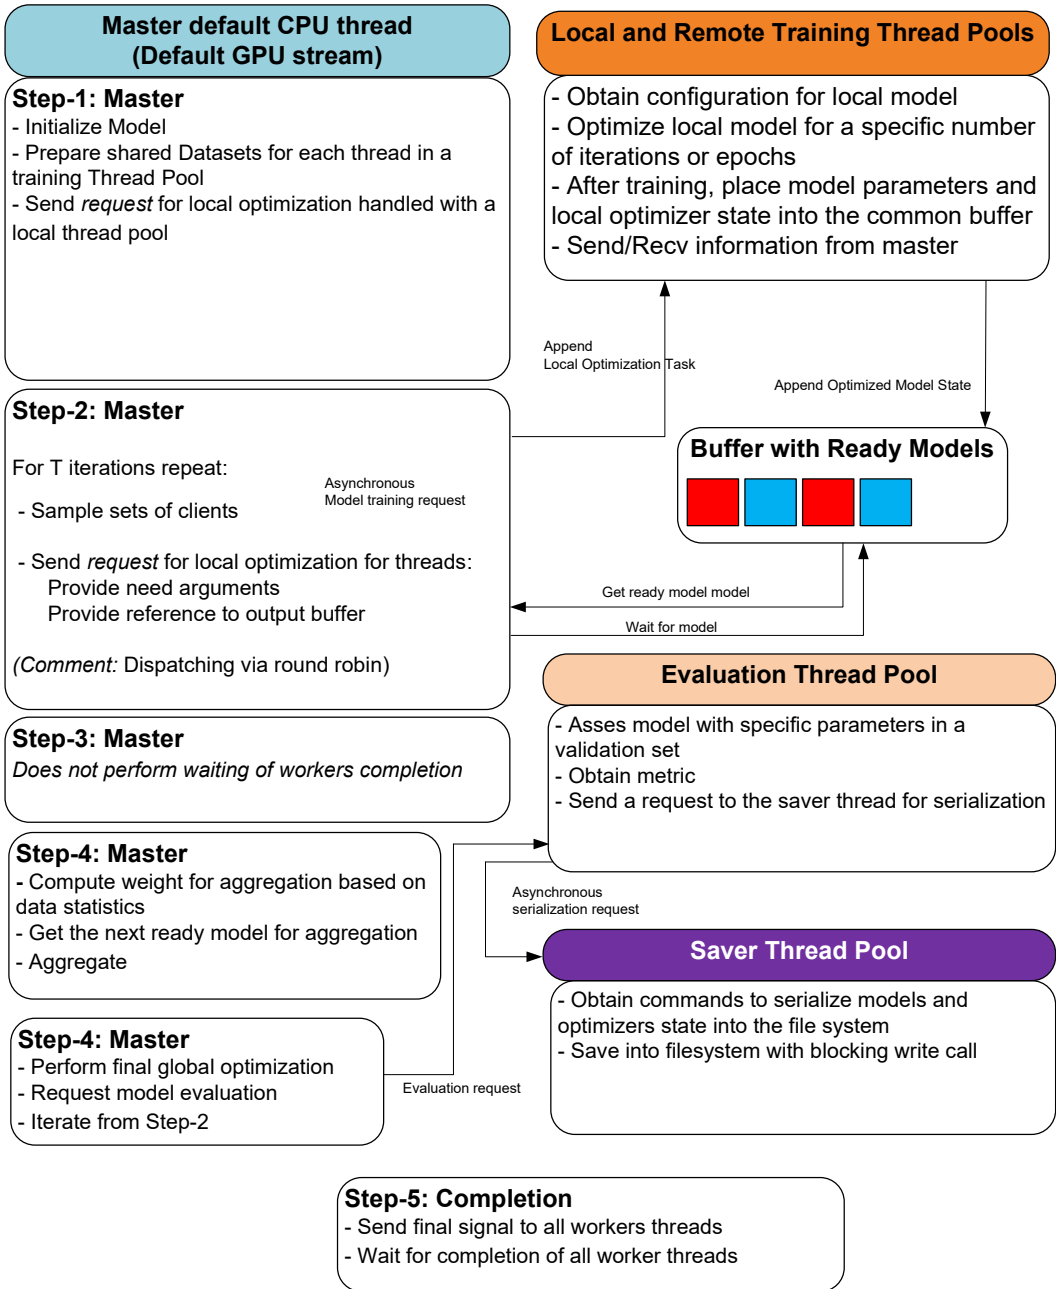 Master default CPU thread
(Default GPU stream)
Step-1: Master
- Initialize Model
- Prepare shared Datasets for each thread in a
training Thread Pool
- Send request for local optimization handled with a
local thread pool
Local and Remote Training Thread Pools
- Obtain configuration for local model
- Optimize local model for a specific number
of iterations or epochs
- After training, place model parameters and
local optimizer state into the common buffer
- Send/Recv information from master
Append
Local Optimization Task
Append Optimized Model State
Step-2: Master
For T iterations repeat:
- Sample sets of clients
- Send request for local optimization for threads:
Provide need arguments
Provide reference to output buffer
(Comment: Dispatching via round robin)
Asynchronous
Model training request
Buffer with Ready Models
Get ready model model
Wait for model
Step-3: Master
Does not perform waiting of workers completion
Evaluation Thread Pool
- Asses model with specific parameters in a
validation set
- Obtain metric
- Send a request to the saver thread for serialization
Step-4: Master
- Compute weight for aggregation based on
data statistics
- Get the next ready model for aggregation
- Aggregate
Asynchronous
serialization request
Saver Thread Pool
- Obtain commands to serialize models and
optimizers state into the file system
- Save into filesystem with blocking write call
Step-4: Master
- Perform final global optimization
- Request model evaluation
- Iterate from Step-2
Evaluation request
Step-5: Completion
- Send final signal to all workers threads
- Wait for completion of all worker threads